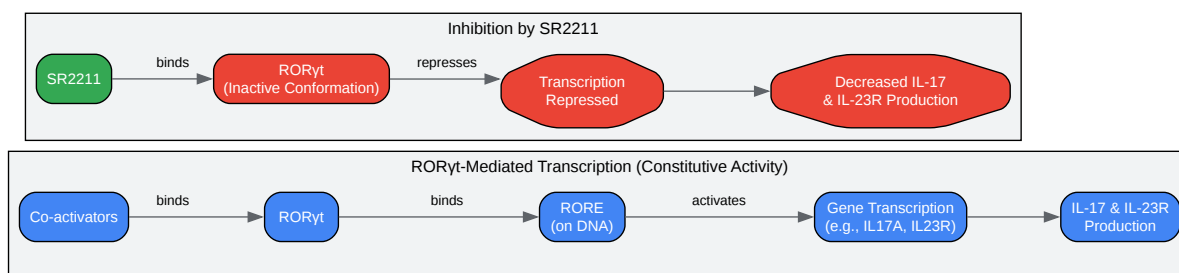 Inhibition by SR2211
SR2211
binds
RORγt
(Inactive Conformation)
represses
Transcription
Repressed
Decreased IL-17
& IL-23R Production
RORγt-Mediated Transcription (Constitutive Activity)
Co-activators
binds
RORγt
binds
RORE
(on DNA)
activates
Gene Transcription
(e.g., IL17A, IL23R)
IL-17 & IL-23R
Production